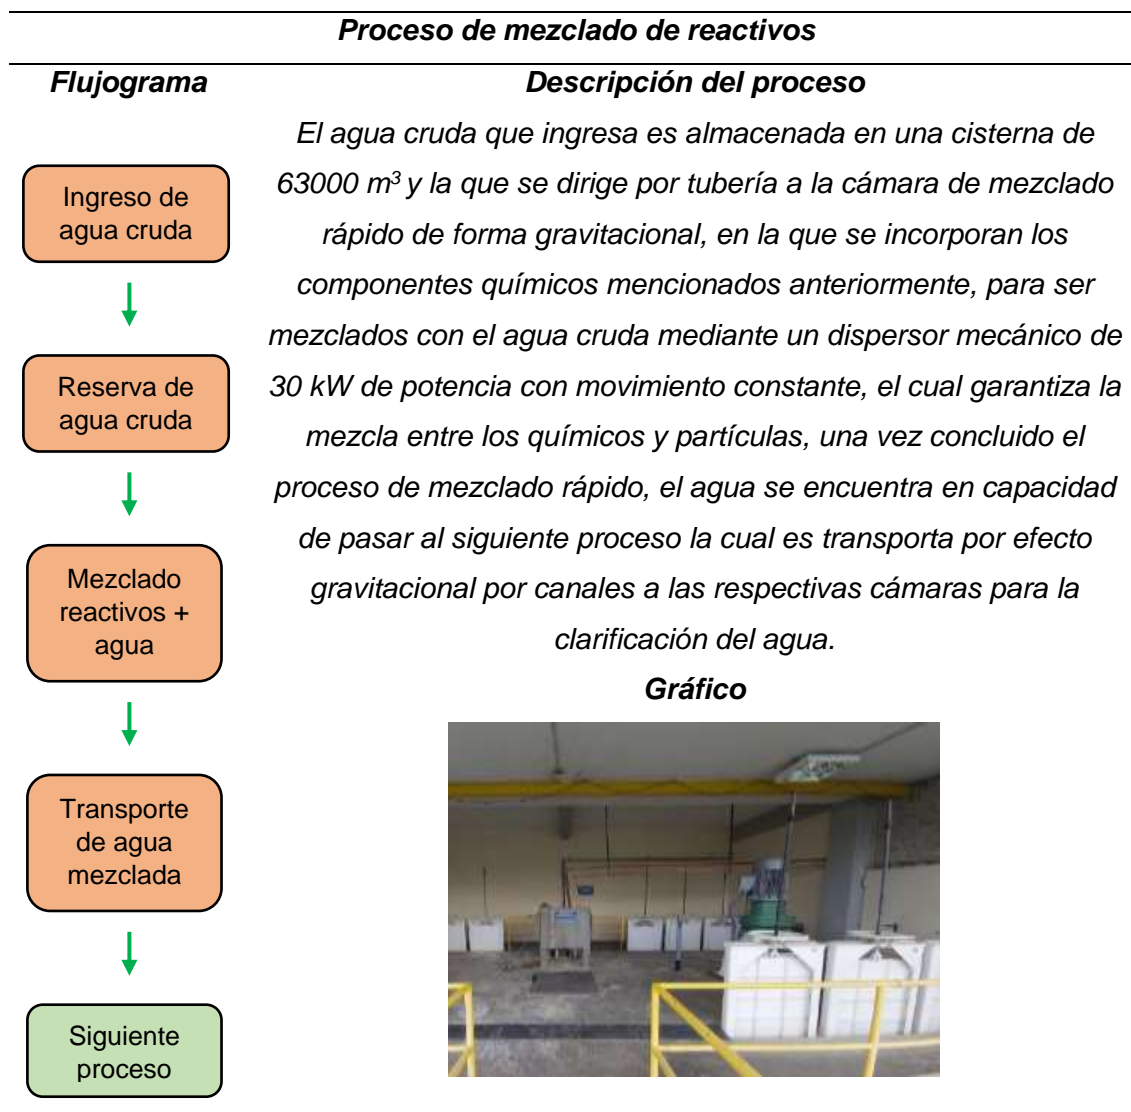 Proceso de mezclado de reactivos
Flujograma
Descripción del proceso
Ingreso de
agua cruda
Reserva de
agua cruda
Mezclado
reactivos +
agua
Transporte
de agua
mezclada
Siguiente
proceso
El agua cruda que ingresa es almacenada en una cisterna de
63000 m³ y la que se dirige por tubería a la cámara de mezclado
rápido de forma gravitacional, en la que se incorporan los
componentes químicos mencionados anteriormente, para ser
mezclados con el agua cruda mediante un dispersor mecánico de
30 kW de potencia con movimiento constante, el cual garantiza la
mezcla entre los químicos y partículas, una vez concluido el
proceso de mezclado rápido, el agua se encuentra en capacidad
de pasar al siguiente proceso la cual es transporta por efecto
gravitacional por canales a las respectivas cámaras para la
clarificación del agua.
Gráfico